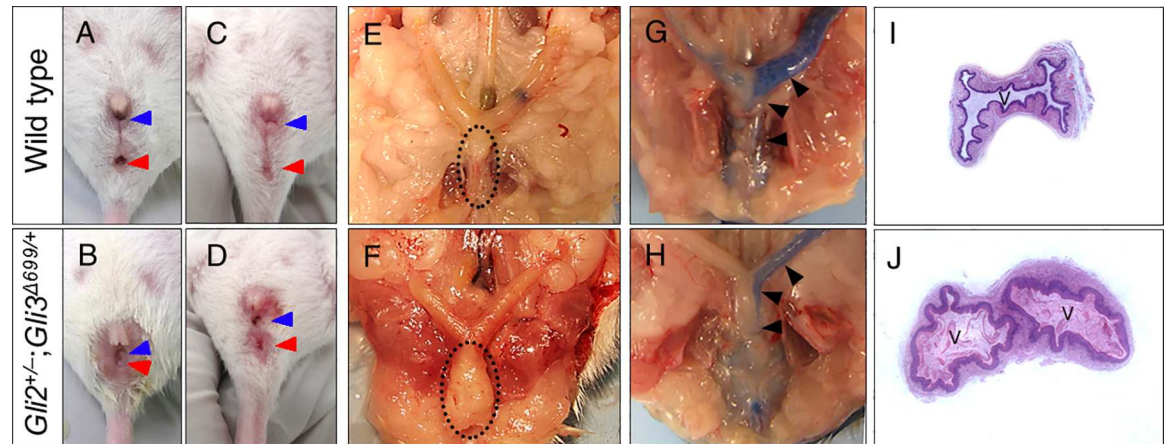 Wild type
A
C
E
G
I
V
Gli2+/−;Gli3Δ699/+
B
D
F
H
J
V
V